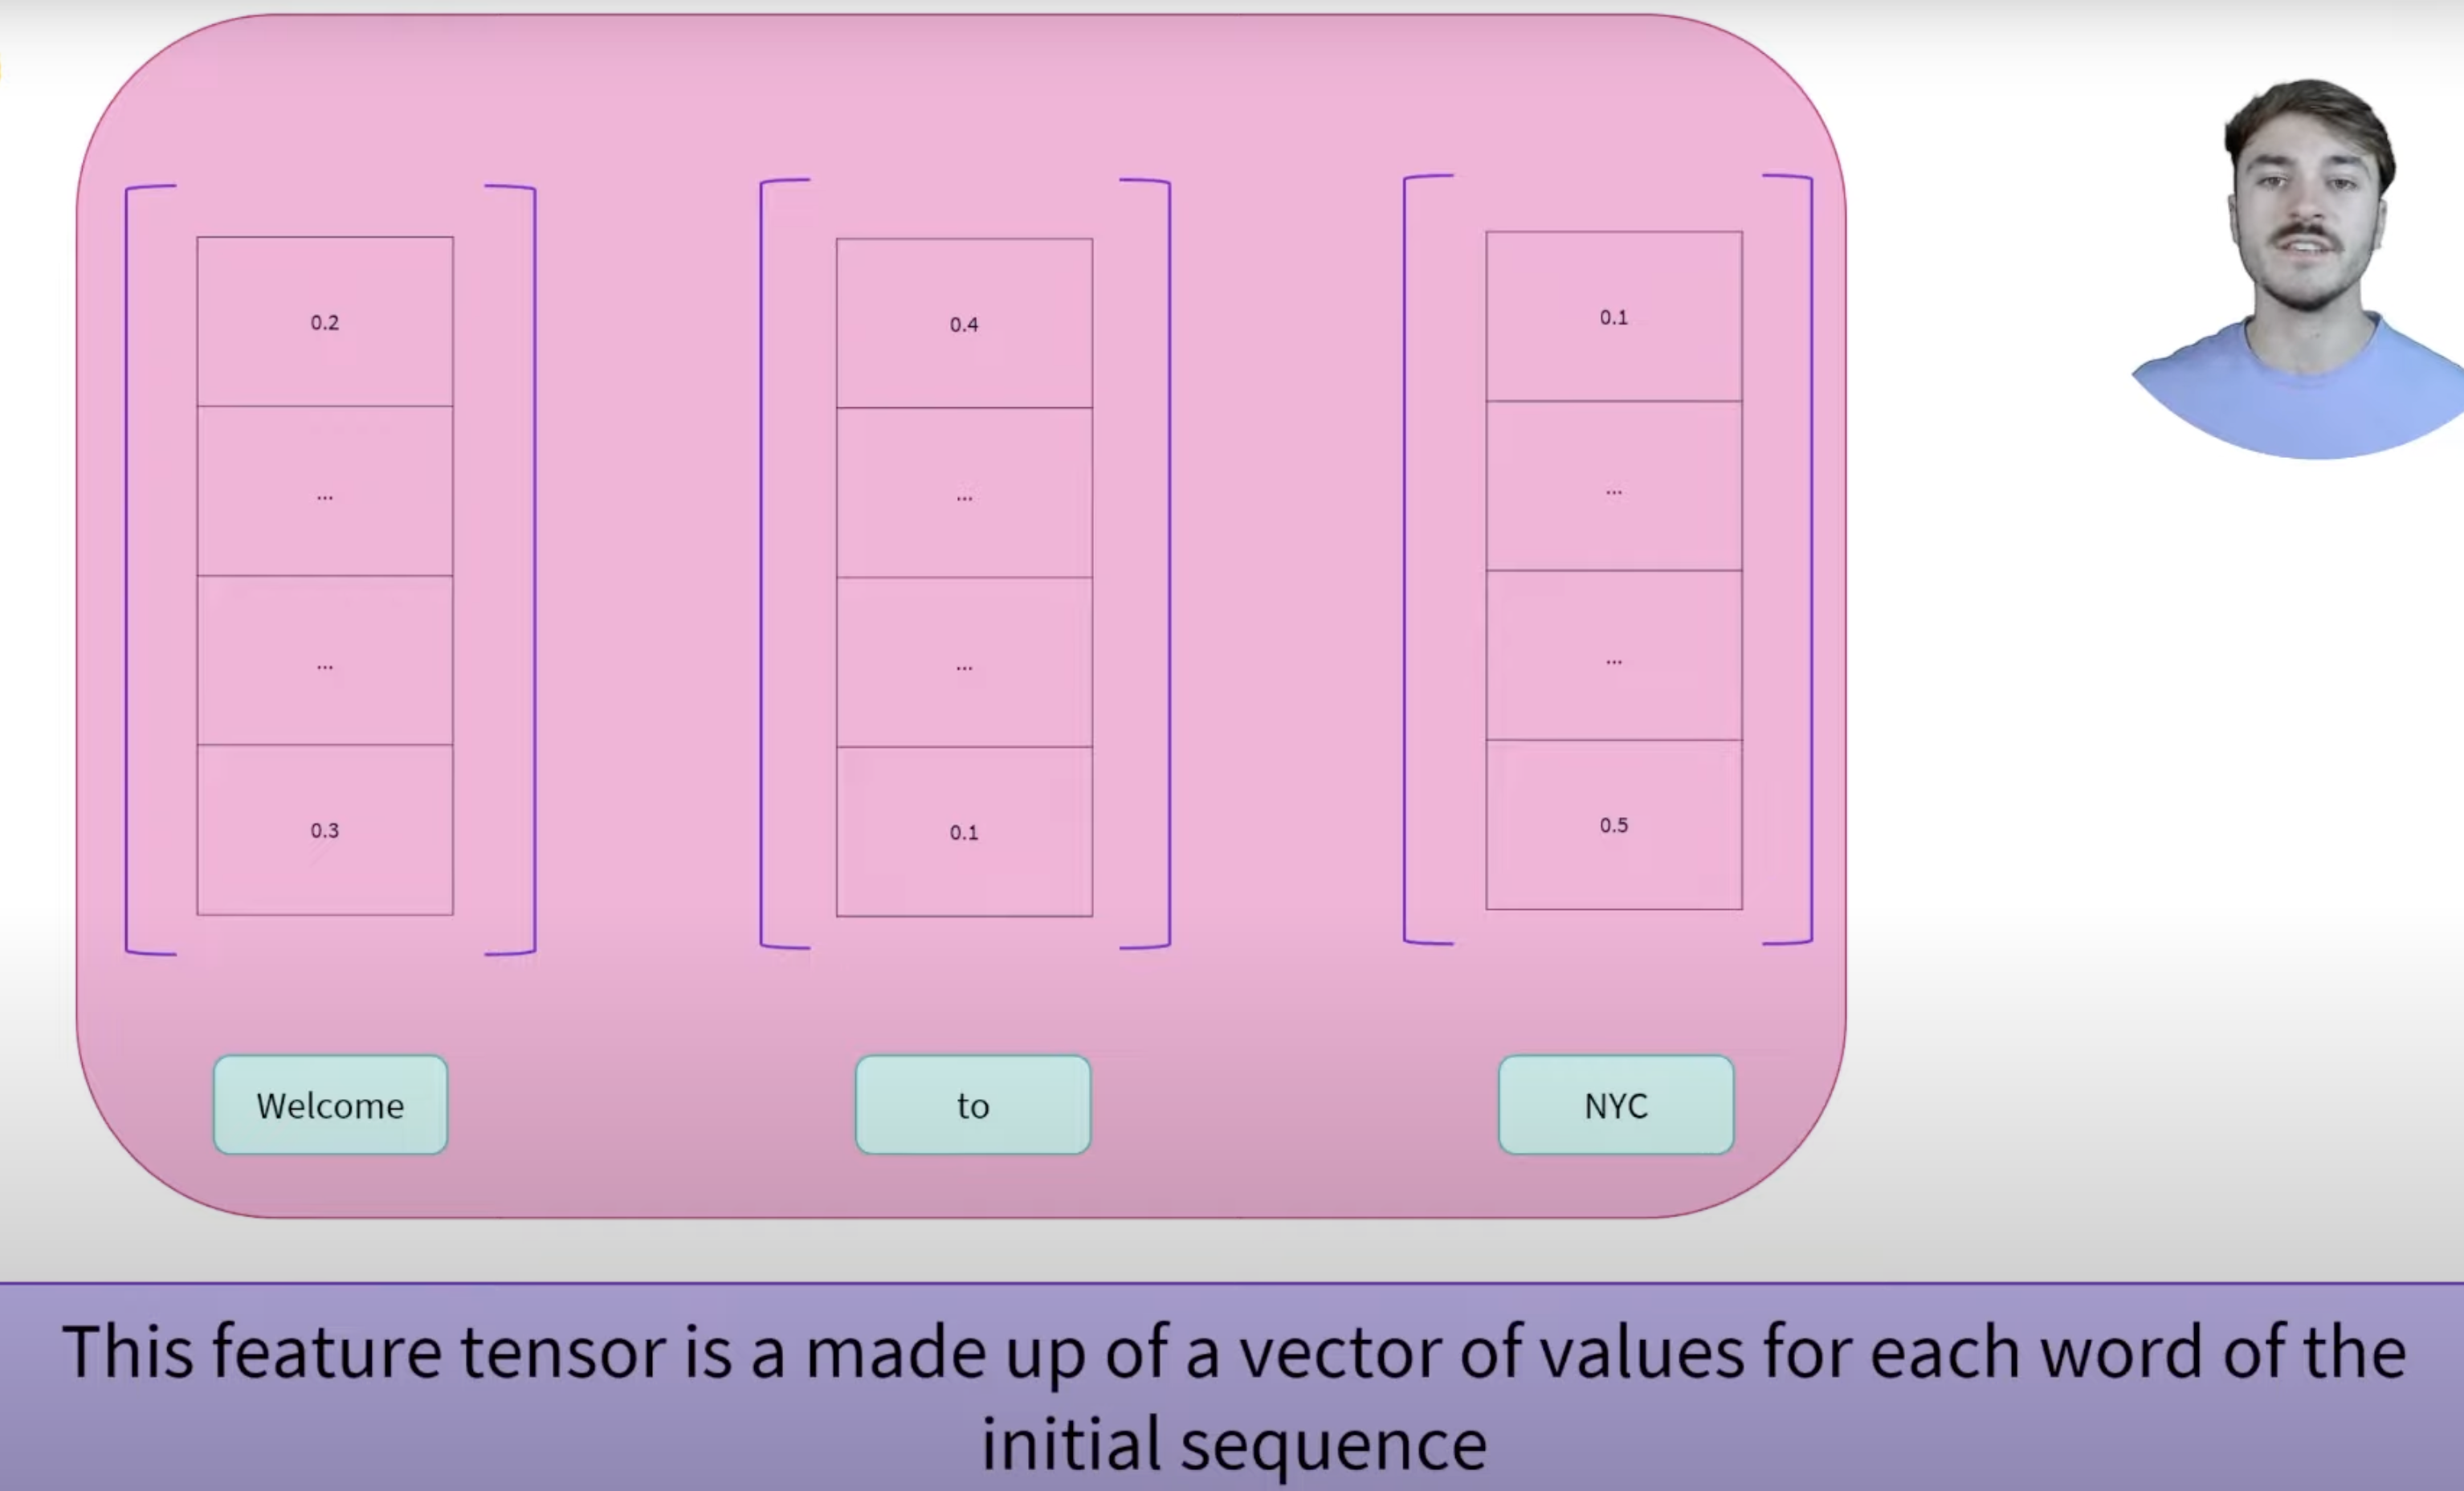 0.2 0.4 0.1
... ... ...
... ... ...
0.3 0.1 0.5
Welcome to NYC
This feature tensor is a made up of a vector of values for each word of the
initial sequence